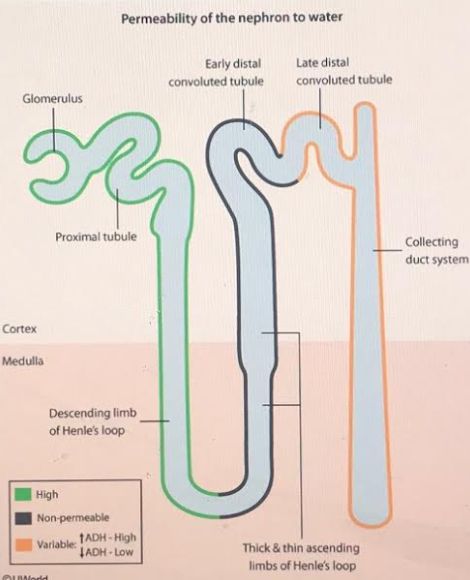 Permeability of the nephron to water
Early distal
convoluted tubule
Late distal
convoluted tubule
Glomerulus
Proximal tubule
Collecting
duct system
Cortex
Medulla
Descending limb
of Henle's loop
High
Non-permeable
Variable: ↑ADH - High
↓ADH - Low
Thick & thin ascending
limbs of Henle's loop
©UWorld